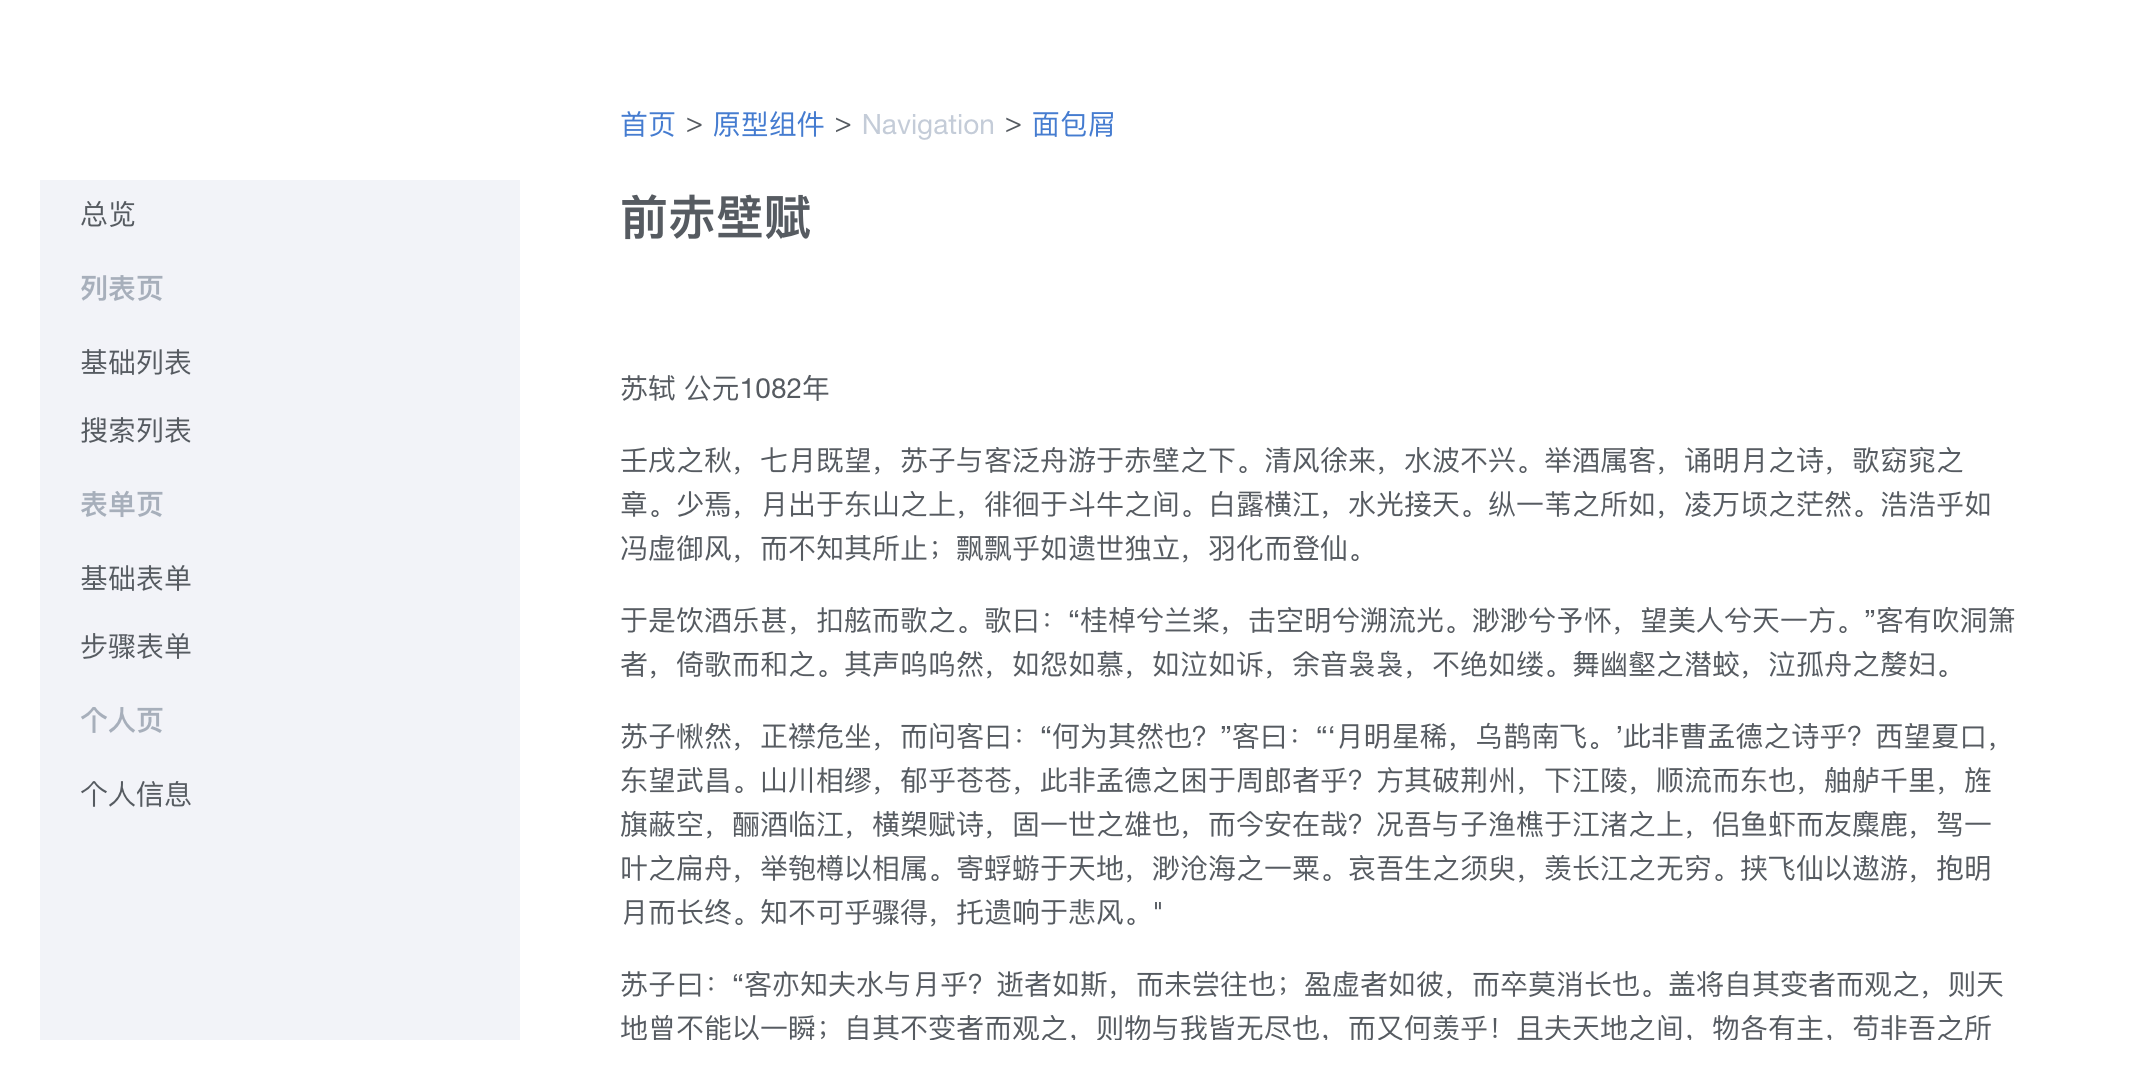 首页 > 原型组件 > Navigation > 面包屑
总览
列表页
基础列表
搜索列表
表单页
基础表单
步骤表单
个人页
个人信息
前赤壁赋
苏轼 公元1082年
壬戌之秋，七月既望，苏子与客泛舟游于赤壁之下。清风徐来，水波不兴。举酒属客，诵明月之诗，歌窈窕之
章。少焉，月出于东山之上，徘徊于斗牛之间。白露横江，水光接天。纵一苇之所如，凌万顷之茫然。浩浩乎如
冯虚御风，而不知其所止；飘飘乎如遗世独立，羽化而登仙。
于是饮酒乐甚，扣舷而歌之。歌曰：“桂棹兮兰桨，击空明兮溯流光。渺渺兮予怀，望美人兮天一方。”客有吹洞箫
者，倚歌而和之。其声呜呜然，如怨如慕，如泣如诉，余音袅袅，不绝如缕。舞幽壑之潜蛟，泣孤舟之嫠妇。
苏子愀然，正襟危坐，而问客曰：“何为其然也？”客曰：“‘月明星稀，乌鹊南飞。’此非曹孟德之诗乎？西望夏口，
东望武昌。山川相缪，郁乎苍苍，此非孟德之困于周郎者乎？方其破荆州，下江陵，顺流而东也，舳舻千里，旌
旗蔽空，酾酒临江，横槊赋诗，固一世之雄也，而今安在哉？况吾与子渔樵于江渚之上，侣鱼虾而友麋鹿，驾一
叶之扁舟，举匏樽以相属。寄蜉蝣于天地，渺沧海之一粟。哀吾生之须臾，羡长江之无穷。挟飞仙以遨游，抱明
月而长终。知不可乎骤得，托遗响于悲风。"
苏子曰：“客亦知夫水与月乎？逝者如斯，而未尝往也；盈虚者如彼，而卒莫消长也。盖将自其变者而观之，则天
地曾不能以一瞬；自其不变者而观之，则物与我皆无尽也，而又何羡乎！且夫天地之间，物各有主，苟非吾之所